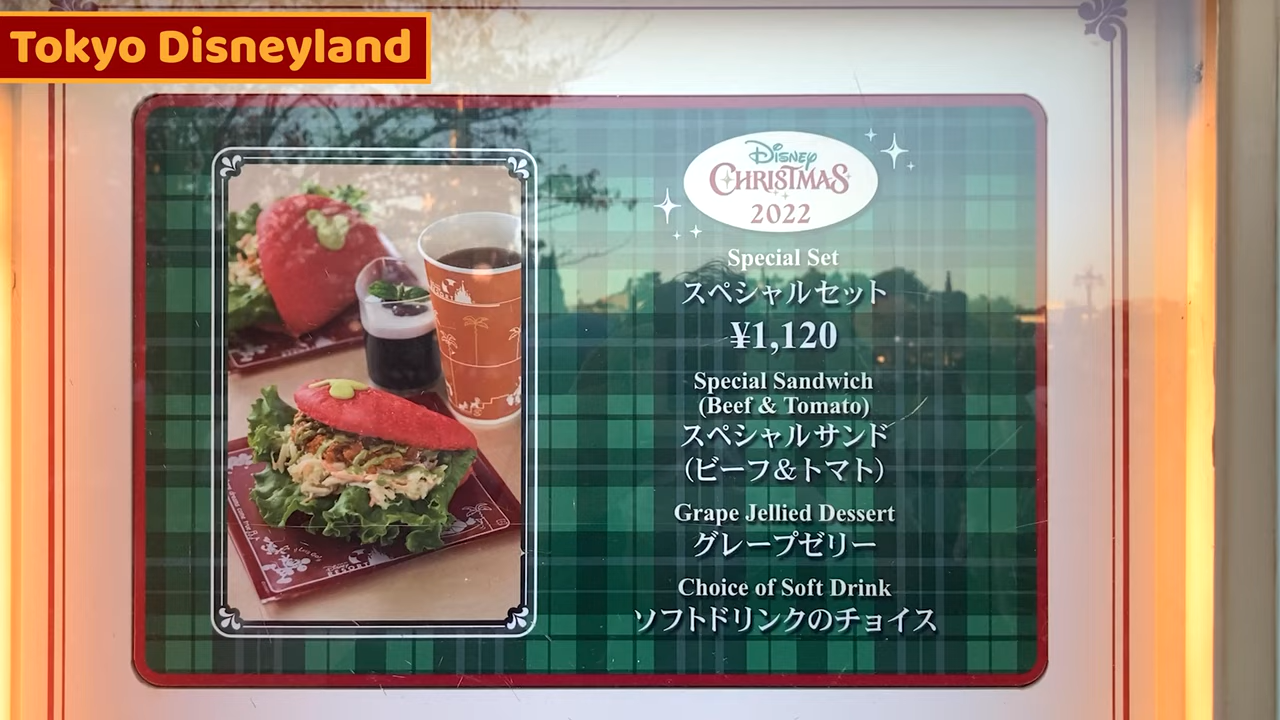 Tokyo Disneyland
Disney
CHRISTMAS
2022
Special Set
スペシャルセット
¥1,120
Special Sandwich
(Beef & Tomato)
スペシャルサンド
（ビーフ＆トマト）
Grape Jellied Dessert
グレープゼリー
Choice of Soft Drink
ソフトドリンクのチョイス
RESORT